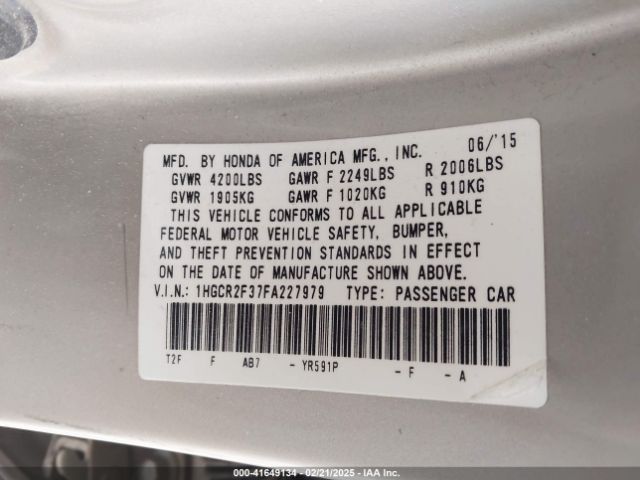 MFD. BY HONDA OF AMERICA MFG., INC. 06/'15
GVWR 4200LBS GAWR F 2249LBS R 2006LBS
GVWR 1905KG GAWR F 1020KG R 910KG
THIS VEHICLE CONFORMS TO ALL APPLICABLE
FEDERAL MOTOR VEHICLE SAFETY, BUMPER,
AND THEFT PREVENTION STANDARDS IN EFFECT
ON THE DATE OF MANUFACTURE SHOWN ABOVE.
V.I.N.: 1HGCR2F37FA227979 TYPE: PASSENGER CAR
T2F F AB7 - YR591P - F - A
000-41649134 - 02/21/2025 - IAAI.COM